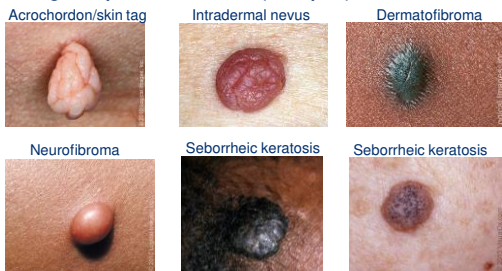 Acrochordon/skin tag
Intradermal nevus
Dermatofibroma
Neurofibroma
Seborrheic keratosis
Seborrheic keratosis